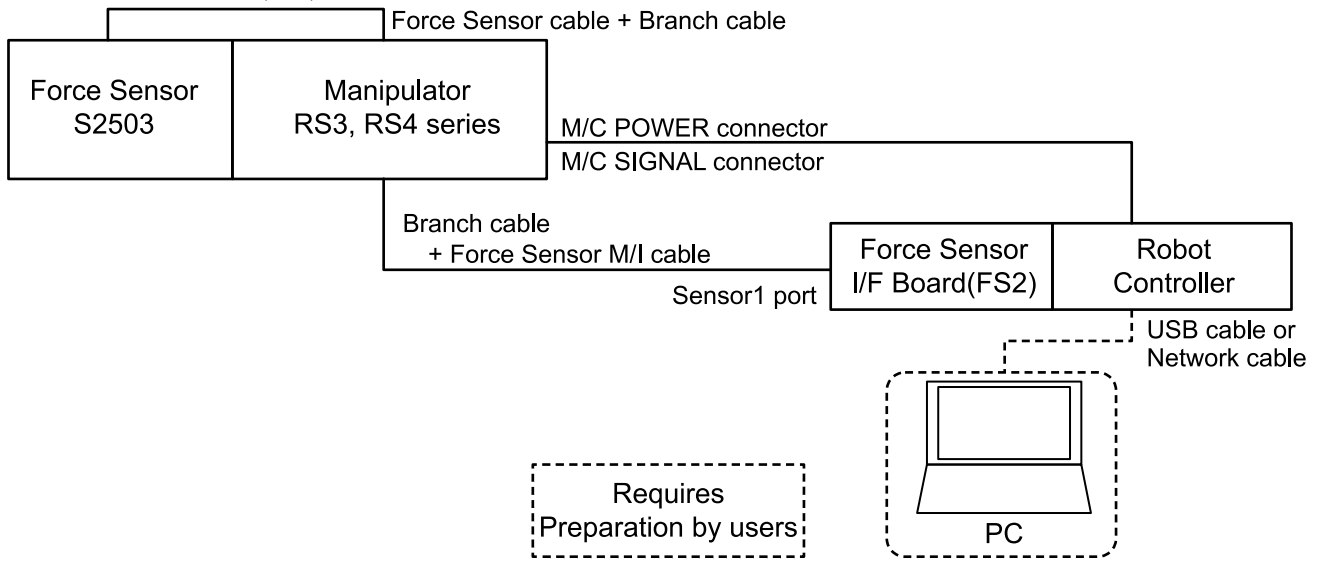 Force Sensor cable + Branch cable
Force Sensor
S2503
Manipulator
RS3, RS4 series
M/C POWER connector
M/C SIGNAL connector
Branch cable
+ Force Sensor M/I cable
Sensor1 port
Force Sensor
I/F Board(FS2)
Robot
Controller
USB cable or
Network cable
Requires
Preparation by users
PC